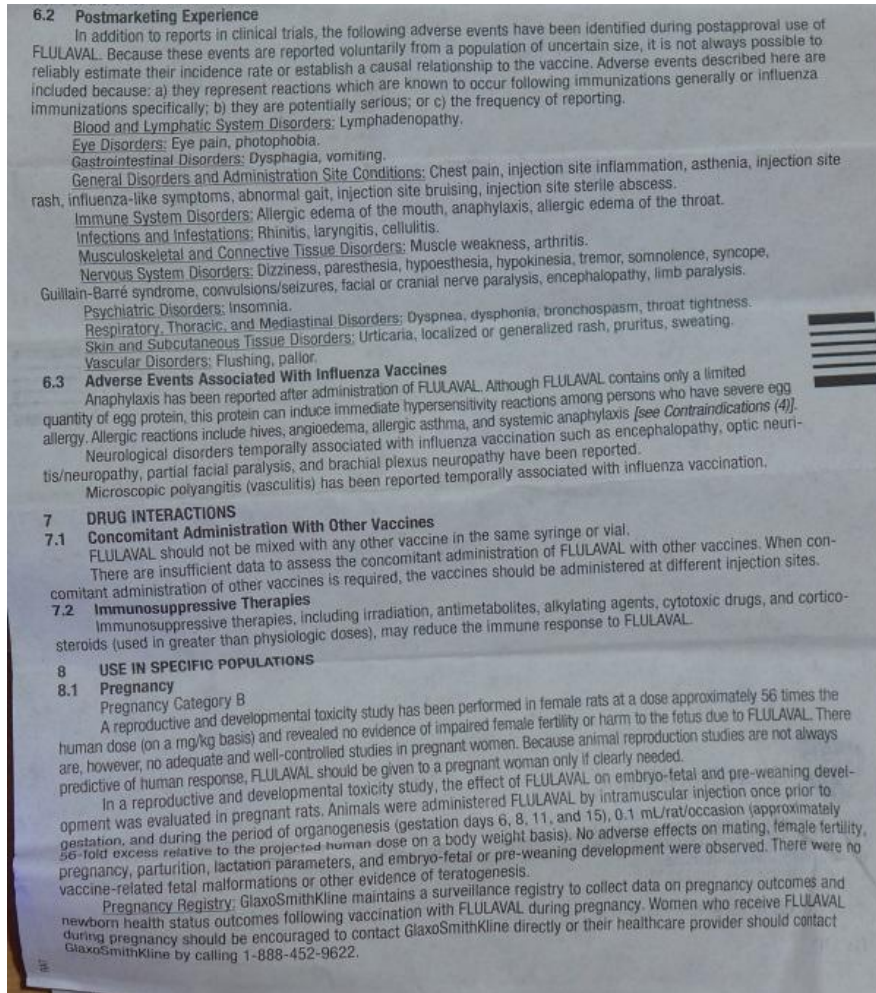 6.2 Postmarketing Experience
In addition to reports in clinical trials, the following adverse events have been identified during postapproval use of
FLULAVAL. Because these events are reported voluntarily from a population of uncertain size, it is not always possible to
reliably estimate their incidence rate or establish a causal relationship to the vaccine. Adverse events described here are
included because: a) they represent reactions which are known to occur following immunizations generally or influenza
immunizations specifically; b) they are potentially serious; or c) the frequency of reporting.
Blood and Lymphatic System Disorders: Lymphadenopathy.
Eye Disorders: Eye pain, photophobia.
Gastrointestinal Disorders: Dysphagia, vomiting.
General Disorders and Administration Site Conditions: Chest pain, injection site inflammation, asthenia, injection site
rash, influenza-like symptoms, abnormal gait, injection site bruising, injection site sterile abscess.
Immune System Disorders: Allergic edema of the mouth, anaphylaxis, allergic edema of the throat.
Infections and Infestations: Rhinitis, laryngitis, cellulitis.
Musculoskeletal and Connective Tissue Disorders: Muscle weakness, arthritis.
Nervous System Disorders: Dizziness, paresthesia, hypoesthesia, hypokinesia, tremor, somnolence, syncope,
Guillain-Barré syndrome, convulsions/seizures, facial or cranial nerve paralysis, encephalopathy, limb paralysis.
Psychiatric Disorders: Insomnia.
Respiratory, Thoracic, and Mediastinal Disorders: Dyspnea, dysphonia, bronchospasm, throat tightness.
Skin and Subcutaneous Tissue Disorders: Urticaria, localized or generalized rash, pruritus, sweating.
Vascular Disorders: Flushing, pallor.
6.3 Adverse Events Associated With Influenza Vaccines
Anaphylaxis has been reported after administration of FLULAVAL. Although FLULAVAL contains only a limited
quantity of egg protein, this protein can induce immediate hypersensitivity reactions among persons who have severe egg
allergy. Allergic reactions include hives, angioedema, allergic asthma, and systemic anaphylaxis [see Contraindications (4)].
Neurological disorders temporally associated with influenza vaccination such as encephalopathy, optic neuri-
tis/neuropathy, partial facial paralysis, and brachial plexus neuropathy have been reported.
Microscopic polyangitis (vasculitis) has been reported temporally associated with influenza vaccination.
7 DRUG INTERACTIONS
7.1 Concomitant Administration With Other Vaccines
FLULAVAL should not be mixed with any other vaccine in the same syringe or vial.
There are insufficient data to assess the concomitant administration of FLULAVAL with other vaccines. When con-
comitant administration of other vaccines is required, the vaccines should be administered at different injection sites.
7.2 Immunosuppressive Therapies
Immunosuppressive therapies, including irradiation, antimetabolites, alkylating agents, cytotoxic drugs, and cortico-
steroids (used in greater than physiologic doses), may reduce the immune response to FLULAVAL.
8 USE IN SPECIFIC POPULATIONS
8.1 Pregnancy
Pregnancy Category B
A reproductive and developmental toxicity study has been performed in female rats at a dose approximately 56 times the
human dose (on a mg/kg basis) and revealed no evidence of impaired female fertility or harm to the fetus due to FLULAVAL. There
are, however, no adequate and well-controlled studies in pregnant women. Because animal reproduction studies are not always
predictive of human response, FLULAVAL should be given to a pregnant woman only if clearly needed.
In a reproductive and developmental toxicity study, the effect of FLULAVAL on embryo-fetal and pre-weaning devel-
opment was evaluated in pregnant rats. Animals were administered FLULAVAL by intramuscular injection once prior to
gestation, and during the period of organogenesis (gestation days 6, 8, 11, and 15), 0.1 mL/rat/occasion (approximately
56-fold excess relative to the projected human dose on a body weight basis). No adverse effects on mating, female fertility,
pregnancy, parturition, lactation parameters, and embryo-fetal or pre-weaning development were observed. There were no
vaccine-related fetal malformations or other evidence of teratogenesis.
Pregnancy Registry: GlaxoSmithKline maintains a surveillance registry to collect data on pregnancy outcomes and
newborn health status outcomes following vaccination with FLULAVAL during pregnancy. Women who receive FLULAVAL
during pregnancy should be encouraged to contact GlaxoSmithKline directly or their healthcare provider should contact
GlaxoSmithKline by calling 1-888-452-9622.